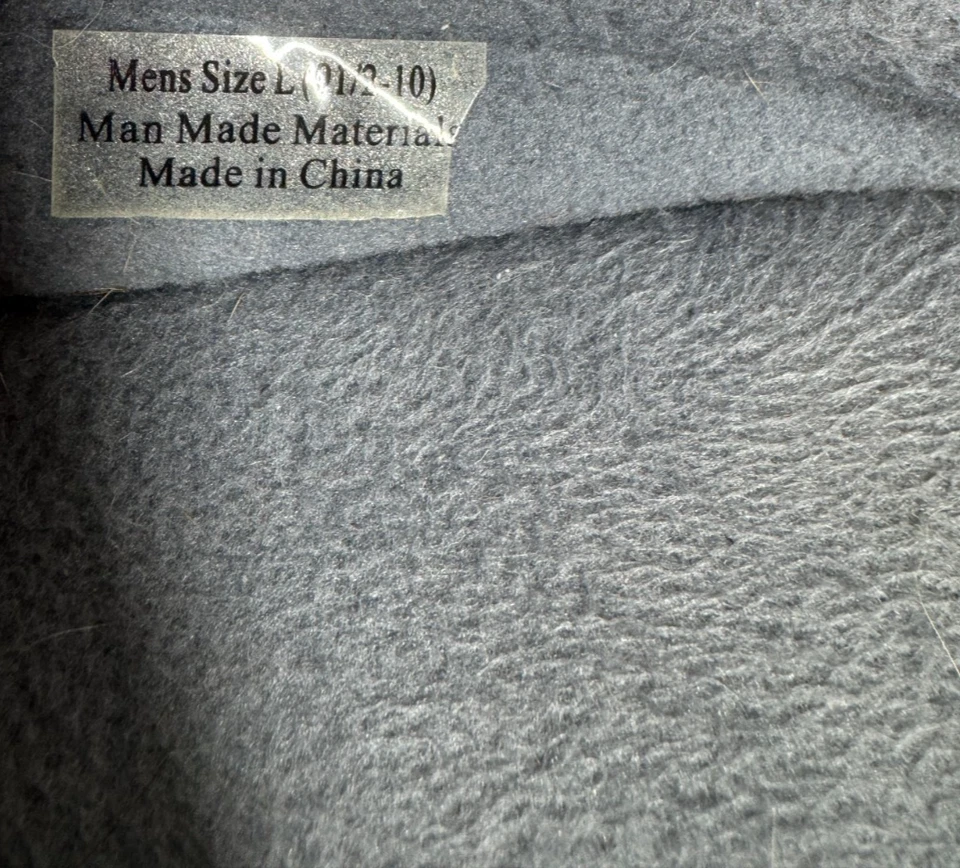 Mens Size L (91/2-10)
Man Made Materials
Made in China